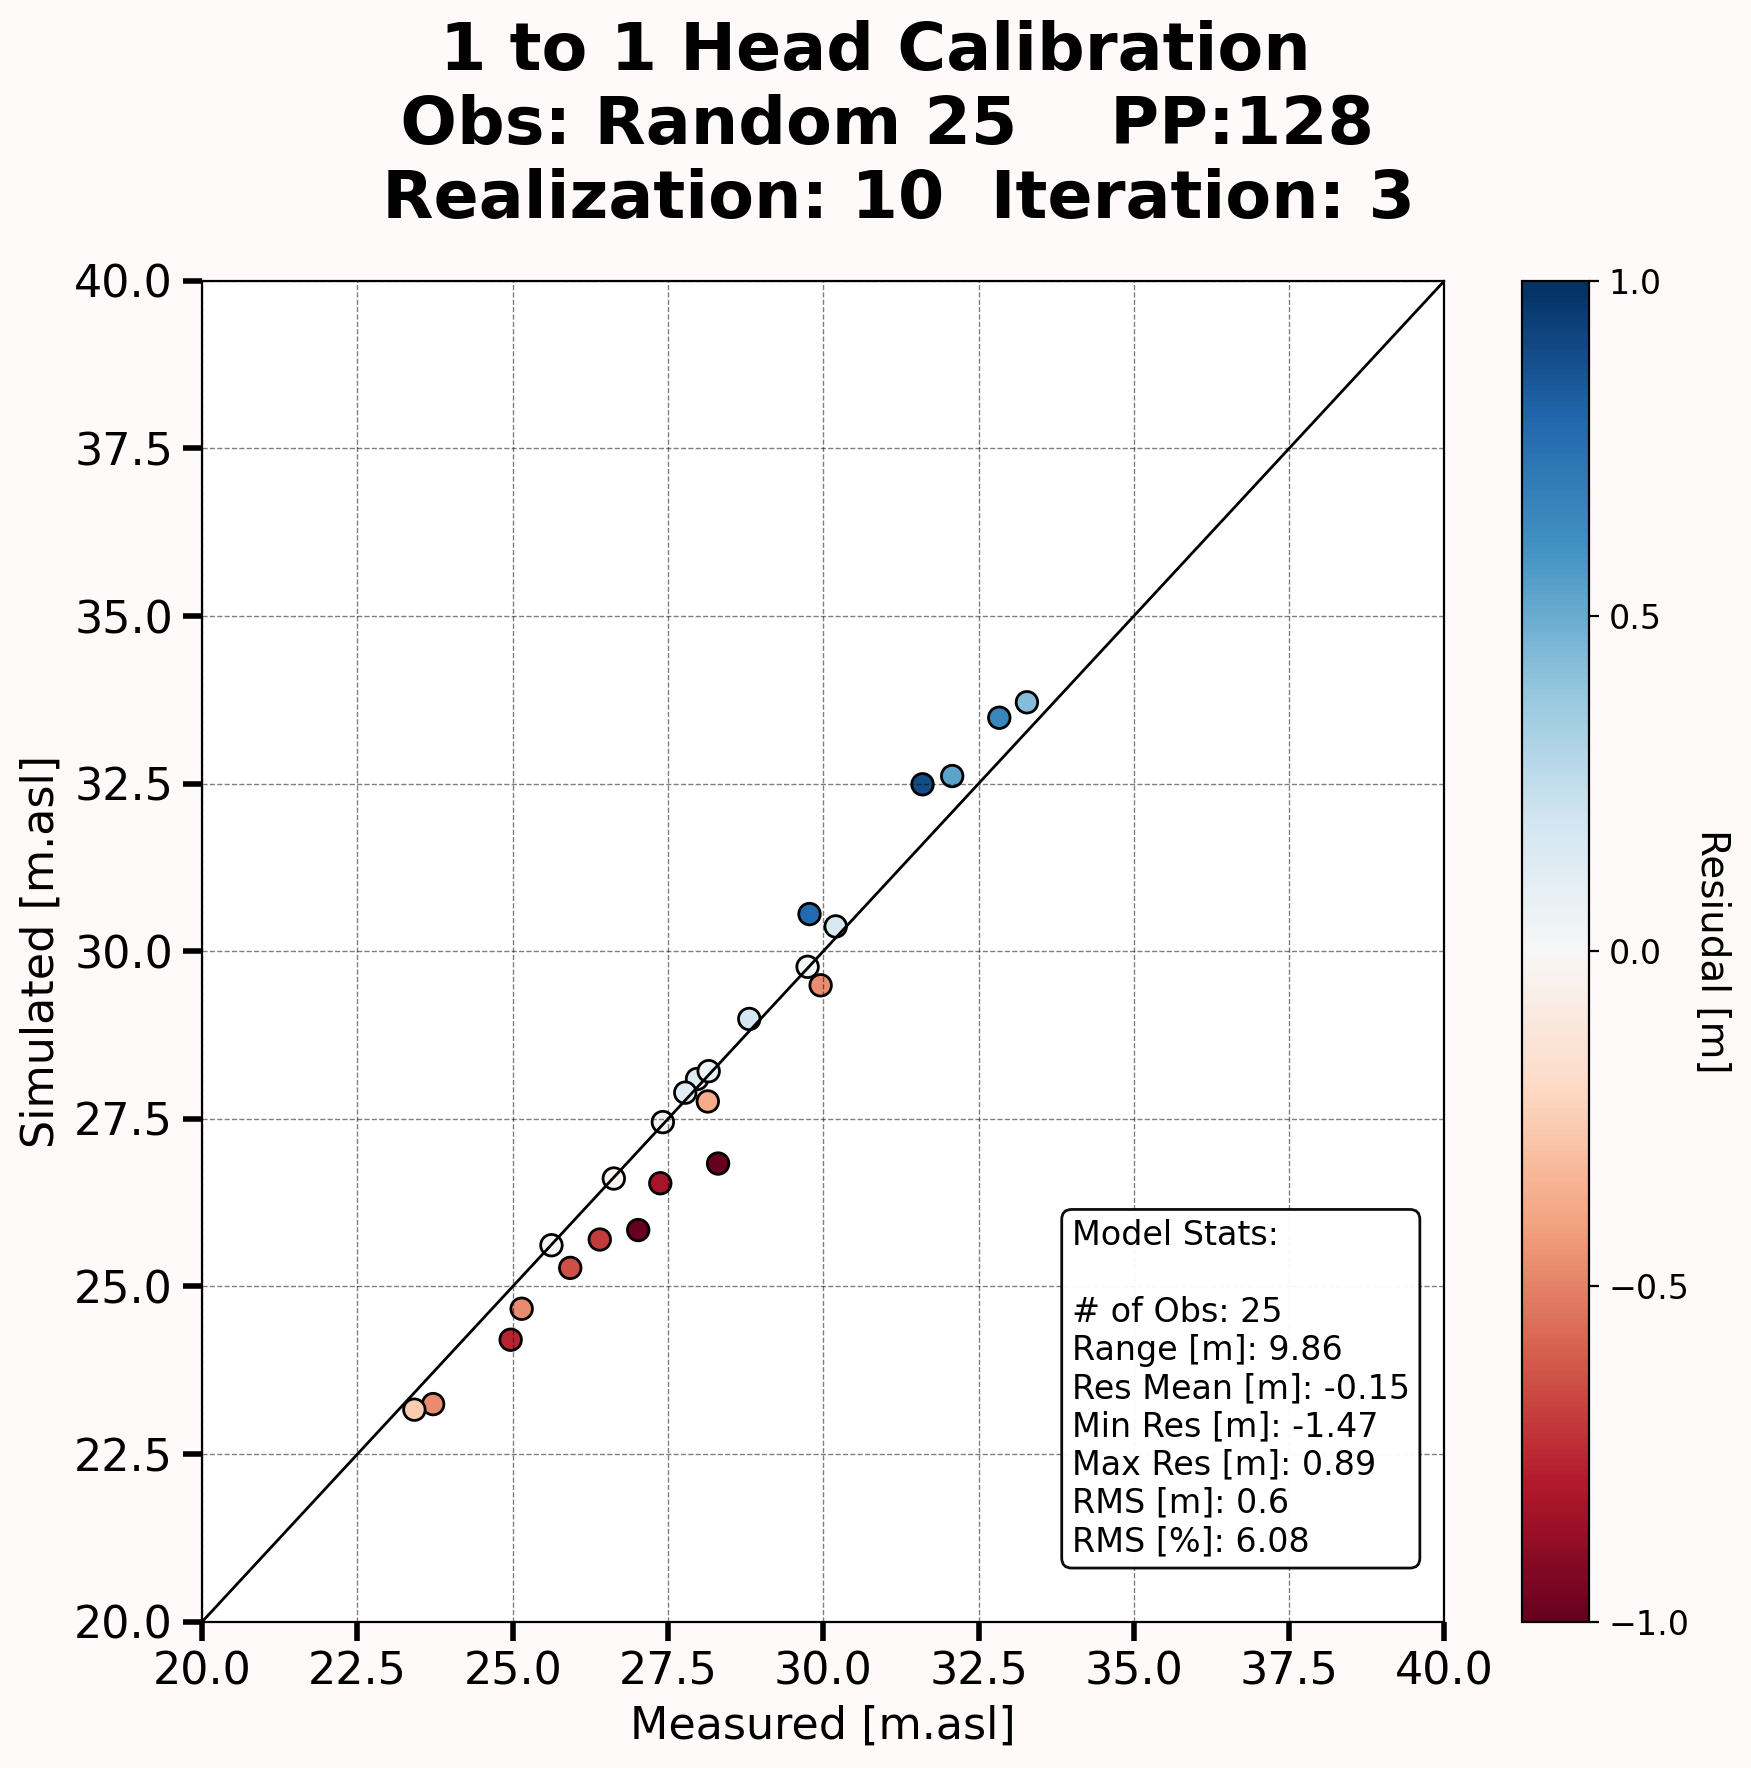 1 to 1 Head Calibration
Obs: Random 25    PP:128
Realization: 10  Iteration: 3
40.0
37.5
35.0
32.5
30.0
27.5
25.0
22.5
20.0
Simulated [m.asl]
20.0 22.5 25.0 27.5 30.0 32.5 35.0 37.5 40.0
Measured [m.asl]
Model Stats:
# of Obs: 25
Range [m]: 9.86
Res Mean [m]: -0.15
Min Res [m]: -1.47
Max Res [m]: 0.89
RMS [m]: 0.6
RMS [%]: 6.08
1.0
0.5
0.0
−0.5
−1.0
Resiudal [m]